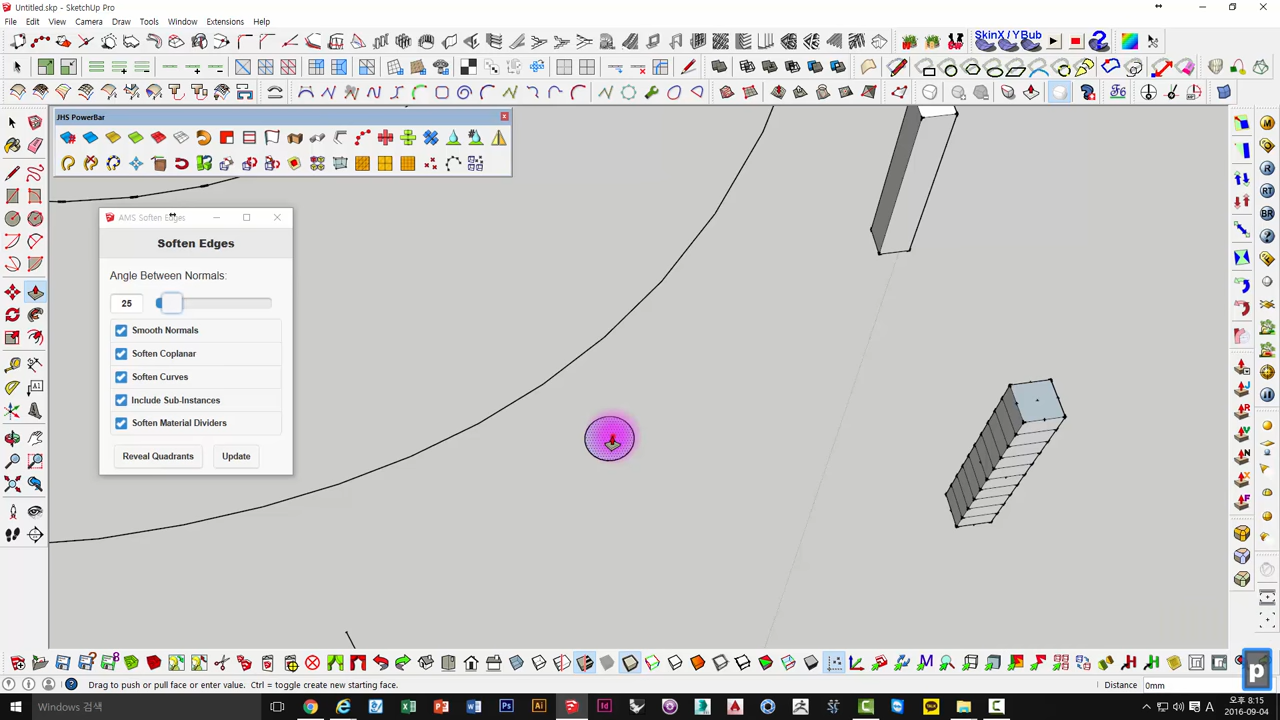 Untitled.skp - SketchUp Pro
File Edit View Camera Draw Tools Window Extensions Help
SkinX / YBub
JHS PowerBar
AMS Soften Edges
Soften Edges
Angle Between Normals:
25
Smooth Normals
Soften Coplanar
Soften Curves
Include Sub-Instances
Soften Material Dividers
Reveal Quadrants Update
Drag to push or pull face or enter value. Ctrl = toggle create new starting face.
Distance 0mm
Windows 검색
오후 8:15
2016-09-04